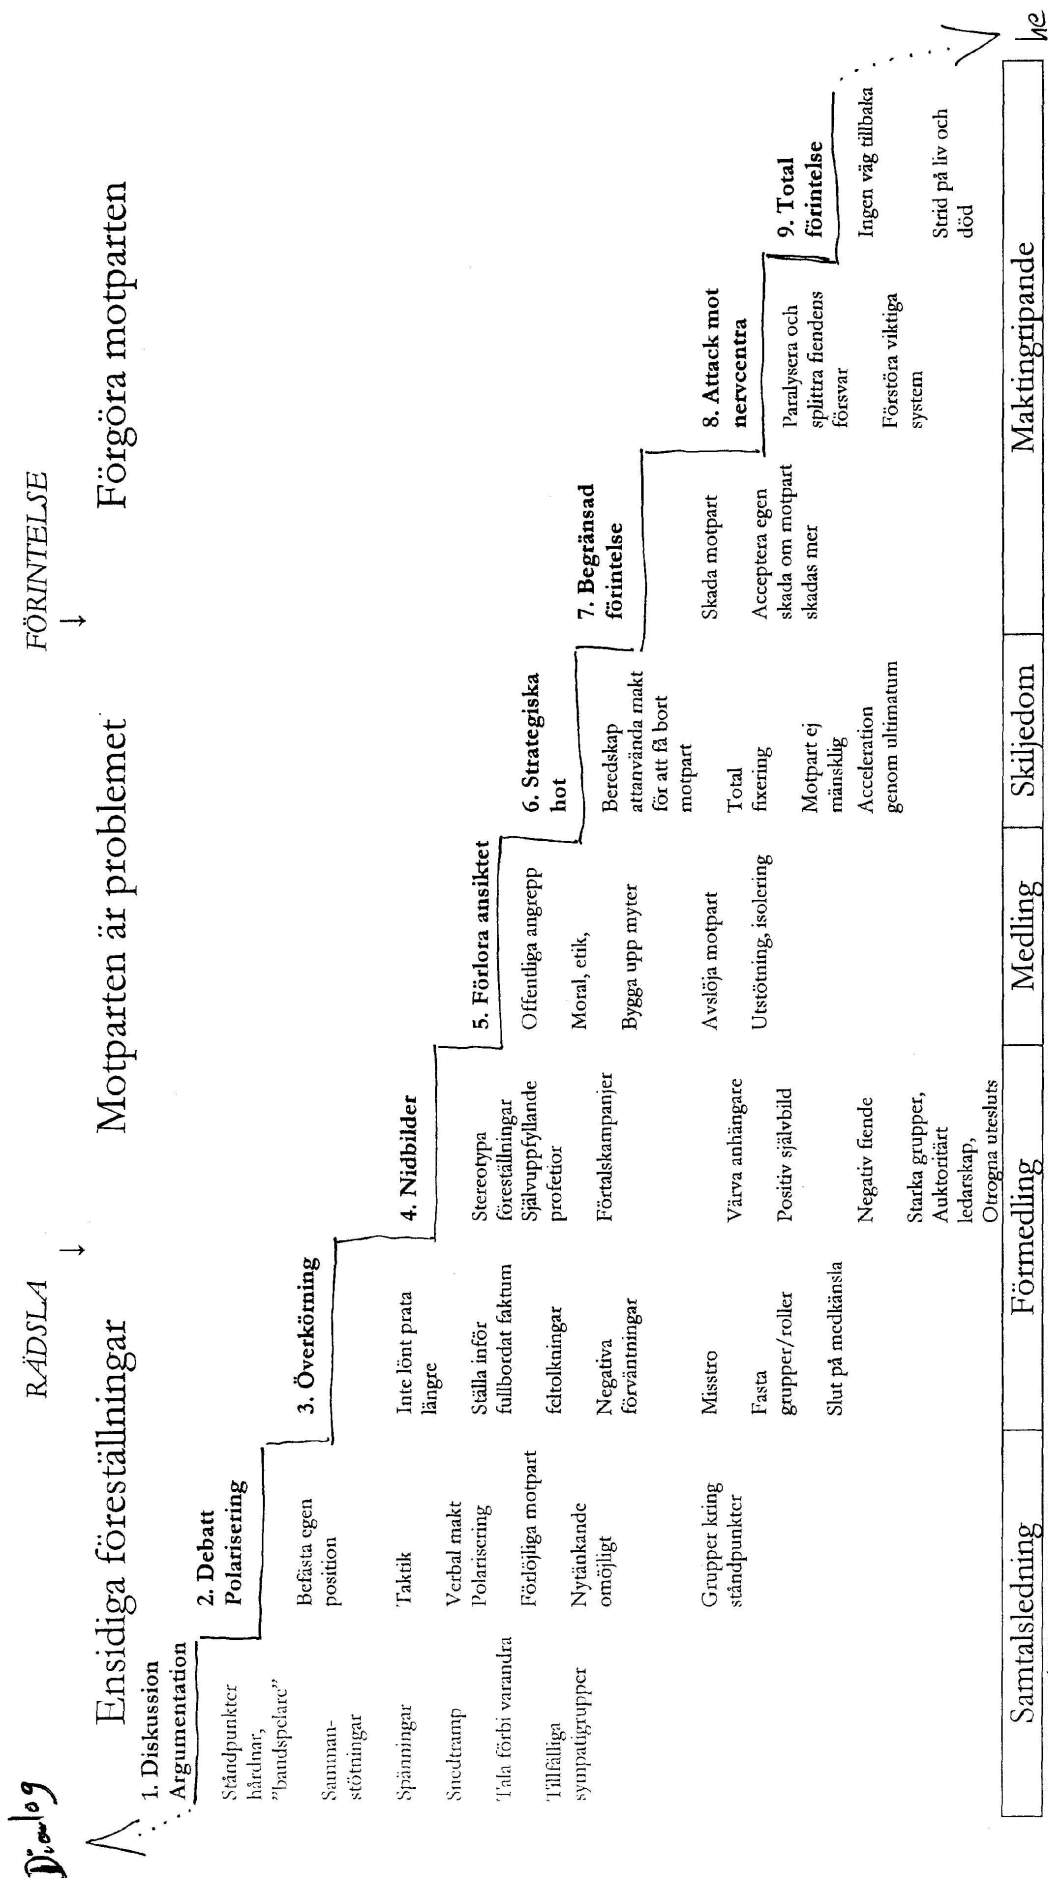 Dialog
RÄDSLA
↓
FÖRINTELSE
↓
Ensidiga föreställningar
Motparten är problemet
Förgöra motparten
1. Diskussion
Argumentation
Ståndpunkter
hårdnar,
”bandspelare”
Samman-
stötningar
Spänningar
Snedtramp
Tala förbi varandra
Tillfälliga
sympatigrupper
2. Debatt
Polarisering
Befästa egen
position
Taktik
Verbal makt
Polarisering
Förlöjliga motpart
Nytänkande
omöjligt
Grupper kring
ståndpunkter
3. Överkörning
Inte lönt prata
längre
Ställa inför
fullbordat faktum
feltolkningar
Negativa
förväntningar
Misstro
Fasta
grupper/roller
Slut på medkänsla
4. Nidbilder
Stereotypa
föreställningar
Självuppfyllande
profetior
Förtalskampanjer
Värva anhängare
Positiv självbild
Negativ fiende
Starka grupper,
Auktoritärt
ledarskap,
Otrogna utesluts
5. Förlora ansiktet
Offentliga angrepp
Moral, etik,
Bygga upp myter
Avslöja motpart
Utstötning, isolering
6. Strategiska
hot
Beredskap
attanvända makt
för att få bort
motpart
Total
fixering
Motpart ej
mänsklig
Acceleration
genom ultimatum
7. Begränsad
förintelse
Skada motpart
Acceptera egen
skada om motpart
skadas mer
8. Attack mot
nervcentra
Paralysera och
splittra fiendens
försvar
Förstöra viktiga
system
9. Total
förintelse
Ingen väg tillbaka
Strid på liv och
död
Samtalsledning
Förmedling
Medling
Skiljedom
Maktingripande